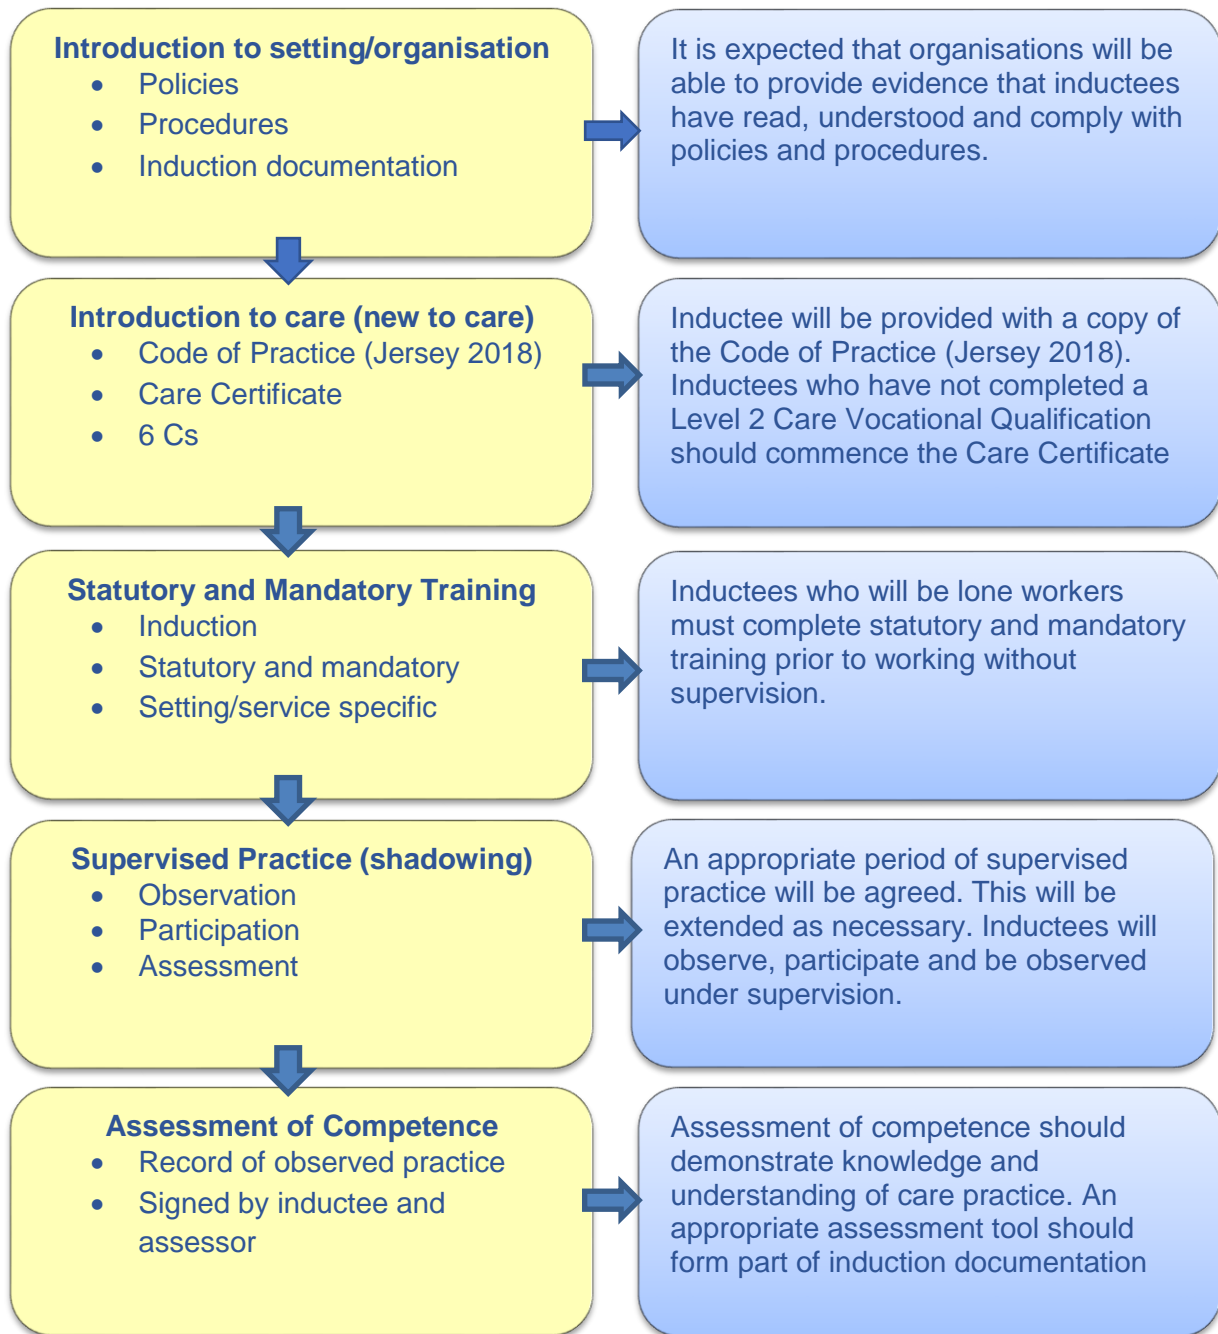 Introduction to setting/organisation
• Policies
• Procedures
• Induction documentation
It is expected that organisations will be
able to provide evidence that inductees
have read, understood and comply with
policies and procedures.
Introduction to care (new to care)
• Code of Practice (Jersey 2018)
• Care Certificate
• 6 Cs
Inductee will be provided with a copy of
the Code of Practice (Jersey 2018).
Inductees who have not completed a
Level 2 Care Vocational Qualification
should commence the Care Certificate
Statutory and Mandatory Training
• Induction
• Statutory and mandatory
• Setting/service specific
Inductees who will be lone workers
must complete statutory and mandatory
training prior to working without
supervision.
Supervised Practice (shadowing)
• Observation
• Participation
• Assessment
An appropriate period of supervised
practice will be agreed. This will be
extended as necessary. Inductees will
observe, participate and be observed
under supervision.
Assessment of Competence
• Record of observed practice
• Signed by inductee and
assessor
Assessment of competence should
demonstrate knowledge and
understanding of care practice. An
appropriate assessment tool should
form part of induction documentation